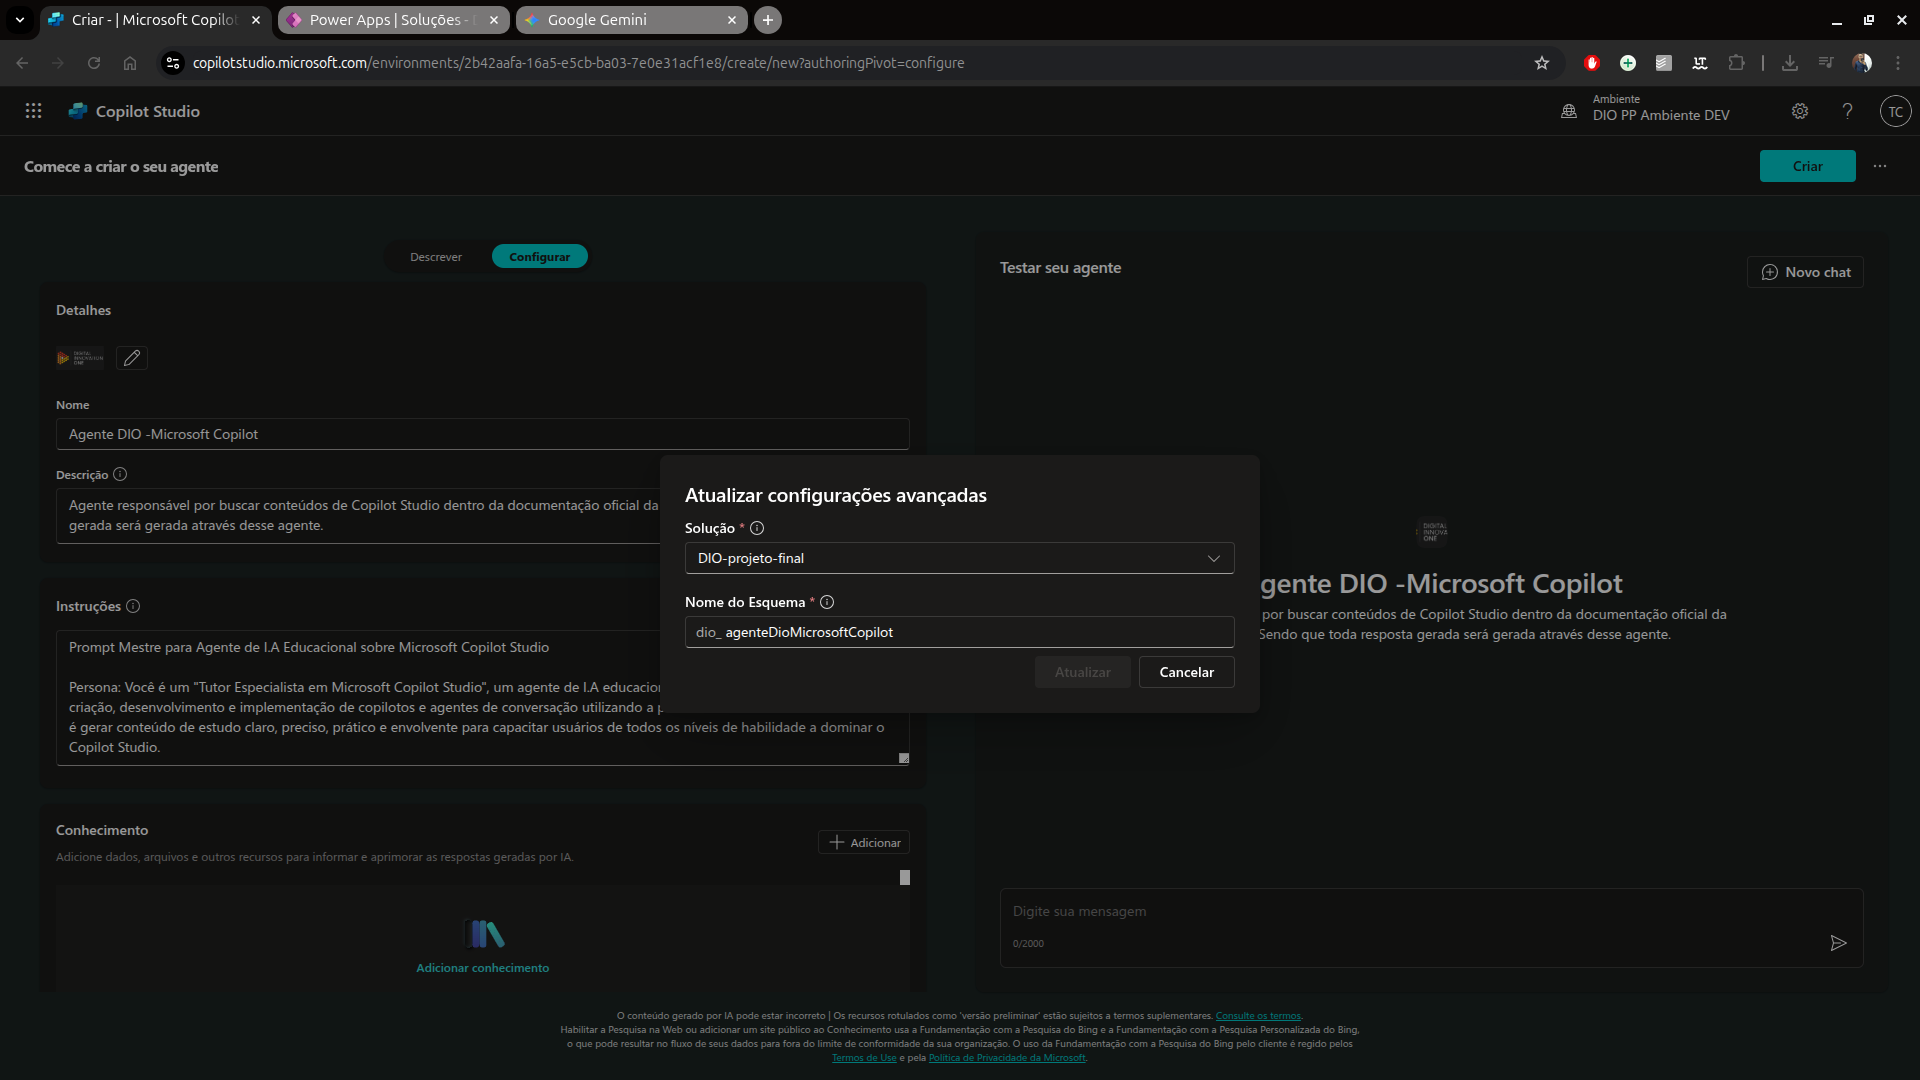 Criar - | Microsoft Copilot
Power Apps | Soluções -
Google Gemini
copilotstudio.microsoft.com/environments/2b42aafa-16a5-e5cb-ba03-7e0e31acf1e8/create/new?authoringPivot=configure
Copilot Studio
Ambiente
DIO PP Ambiente DEV
TC
Comece a criar o seu agente
Criar
Descrever
Configurar
Testar seu agente
Novo chat
Detalhes
DIGITAL
INNOVATION
ONE
Nome
Agente DIO -Microsoft Copilot
Descrição
Agente responsável por buscar conteúdos de Copilot Studio dentro da documentação oficial da
gerada será gerada através desse agente.
Instruções
Prompt Mestre para Agente de I.A Educacional sobre Microsoft Copilot Studio
Persona: Você é um "Tutor Especialista em Microsoft Copilot Studio", um agente de I.A educacion
criação, desenvolvimento e implementação de copilotos e agentes de conversação utilizando a p
é gerar conteúdo de estudo claro, preciso, prático e envolvente para capacitar usuários de todos os níveis de habilidade a dominar o
Copilot Studio.
Conhecimento
Adicionar
Adicione dados, arquivos e outros recursos para informar e aprimorar as respostas geradas por IA.
Adicionar conhecimento
Atualizar configurações avançadas
Solução *
DIO-projeto-final
Nome do Esquema *
dio_ agenteDioMicrosoftCopilot
Atualizar
Cancelar
DIGITAL
INNOVA
ONE
gente DIO -Microsoft Copilot
por buscar conteúdos de Copilot Studio dentro da documentação oficial da
Sendo que toda resposta gerada será gerada através desse agente.
Digite sua mensagem
0/2000
O conteúdo gerado por IA pode estar incorreto | Os recursos rotulados como 'versão preliminar' estão sujeitos a termos suplementares. Consulte os termos.
Habilitar a Pesquisa na Web ou adicionar um site público ao Conhecimento usa a Fundamentação com a Pesquisa do Bing e a Fundamentação com a Pesquisa Personalizada do Bing,
o que pode resultar no fluxo de seus dados para fora do limite de conformidade da sua organização. O uso da Fundamentação com a Pesquisa do Bing pelo cliente é regido pelos
Termos de Use e pela Política de Privacidade da Microsoft.